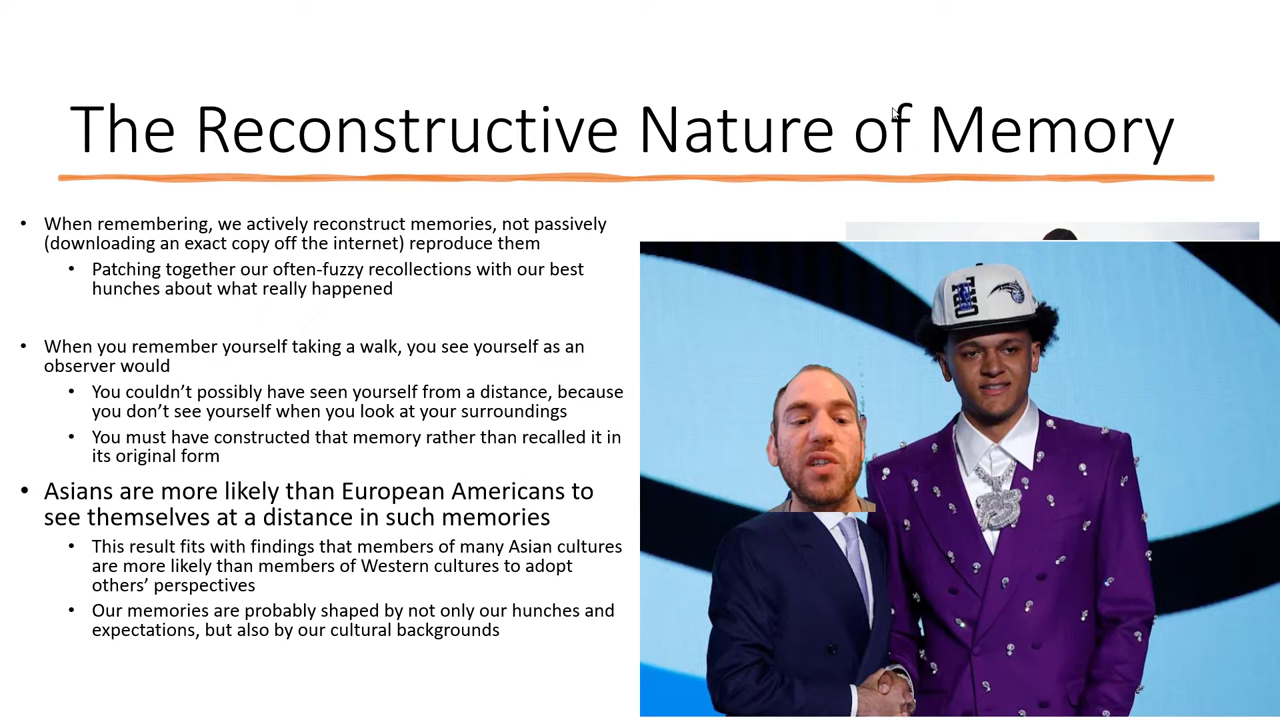 The Reconstructive Nature of Memory
• When remembering, we actively reconstruct memories, not passively
(downloading an exact copy off the internet) reproduce them
• Patching together our often-fuzzy recollections with our best
hunches about what really happened
• When you remember yourself taking a walk, you see yourself as an
observer would
• You couldn’t possibly have seen yourself from a distance, because
you don’t see yourself when you look at your surroundings
• You must have constructed that memory rather than recalled it in
its original form
• Asians are more likely than European Americans to
see themselves at a distance in such memories
• This result fits with findings that members of many Asian cultures
are more likely than members of Western cultures to adopt
others’ perspectives
• Our memories are probably shaped by not only our hunches and
expectations, but also by our cultural backgrounds